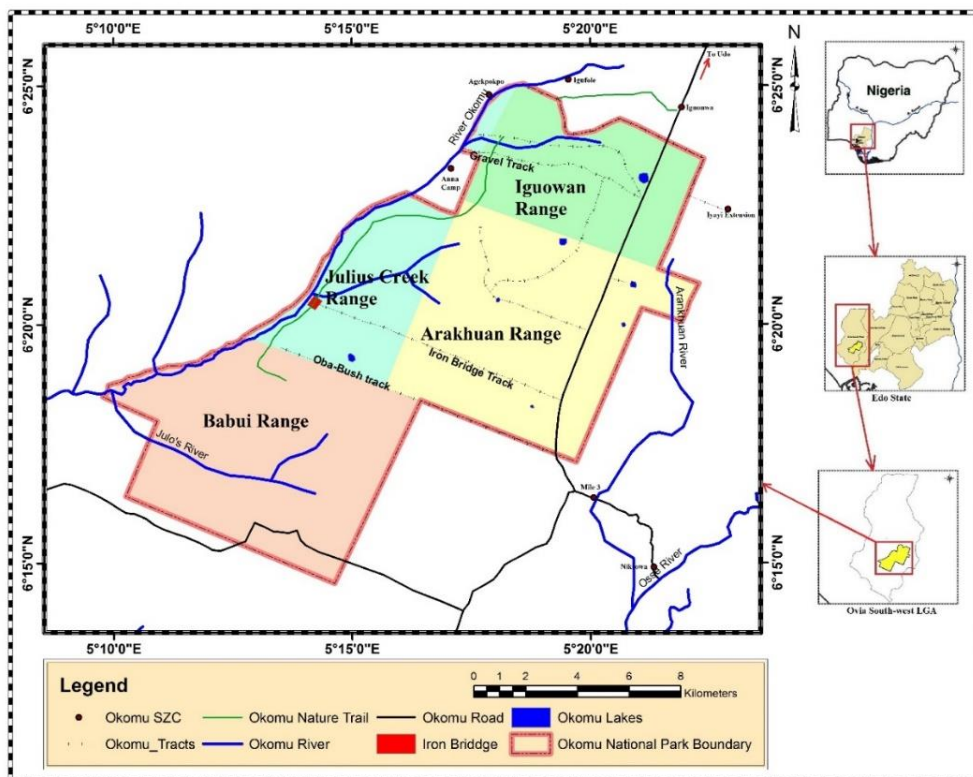 5°10'0"E 5°15'0"E 5°20'0"E
N
To Udo
6°25'0"N
6°25'0"N
Agekpokpo
Igufole
Iguonwo
River Okomu
Gravel Track
Anna
Camp
Iguowan
Range
Iyayi Extension
Julius Creek
Range
6°20'0"N
6°20'0"N
Arakhuan Range
Arankhuan River
Iron Bridge Track
Oba-Bush track
Babui Range
Julo's River
Mile 3
6°15'0"N
6°15'0"N
Osse River
5°10'0"E 5°15'0"E 5°20'0"E
Nigeria
Edo State
Ovia South-west LGA
Legend
0 1 2 4 6 8
Kilometers
Okomu SZC Okomu Nature Trail Okomu Road Okomu Lakes
Okomu_Tracts Okomu River Iron Briddge Okomu National Park Boundary